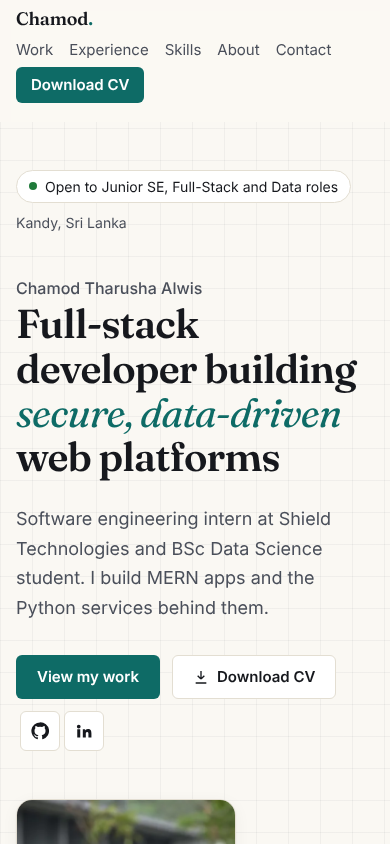 Chamod.
Work Experience Skills About Contact
Download CV
Open to Junior SE, Full-Stack and Data roles
Kandy, Sri Lanka
Chamod Tharusha Alwis
Full-stack
developer building
secure, data-driven
web platforms
Software engineering intern at Shield
Technologies and BSc Data Science
student. I build MERN apps and the
Python services behind them.
View my work Download CV
in